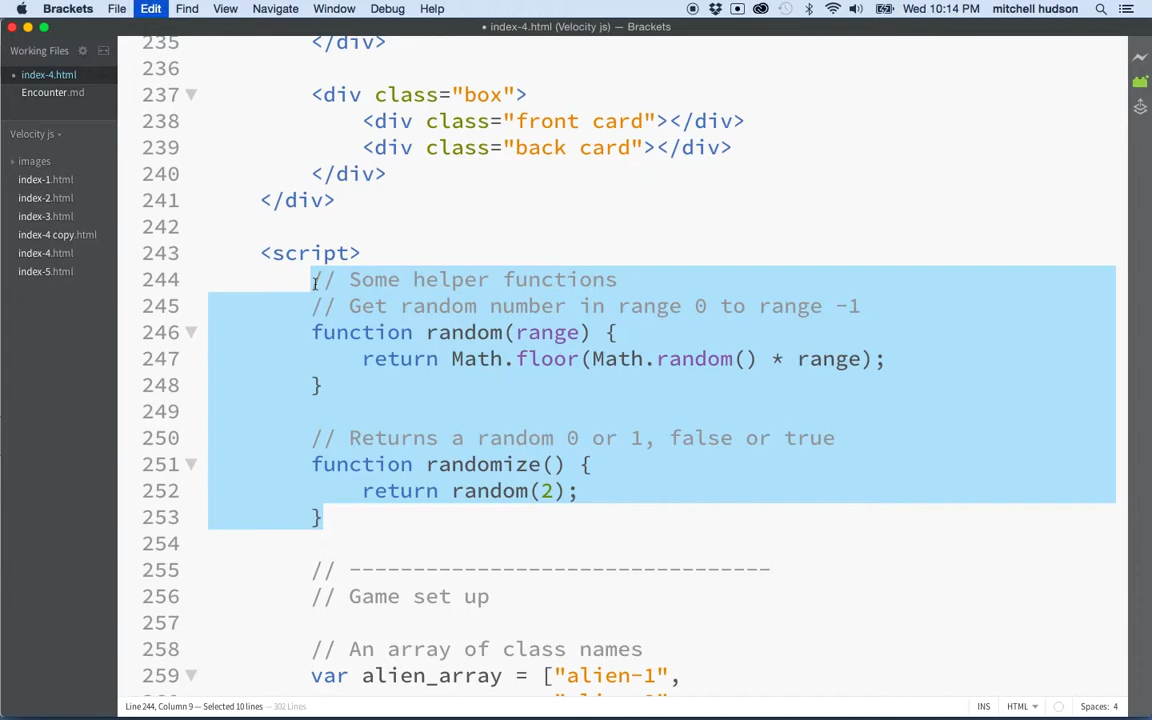 Brackets File Edit Find View Navigate Window Debug Help Wed 10:14 PM mitchell hudson
• index-4.html (Velocity js) — Brackets
Working Files
index-4.html
Encounter.md
Velocity js
images
index-1.html
index-2.html
index-3.html
index-4 copy.html
index-4.html
index-5.html
235 </div>
236
237 <div class="box">
238 <div class="front card"></div>
239 <div class="back card"></div>
240 </div>
241 </div>
242
243 <script>
244 // Some helper functions
245 // Get random number in range 0 to range -1
246 function random(range) {
247 return Math.floor(Math.random() * range);
248 }
249
250 // Returns a random 0 or 1, false or true
251 function randomize() {
252 return random(2);
253 }
254
255 // ---------------------------------
256 // Game set up
257
258 // An array of class names
259 var alien_array = ["alien-1",
Line 244, Column 9 — Selected 10 lines — 302 Lines
INS HTML Spaces: 4